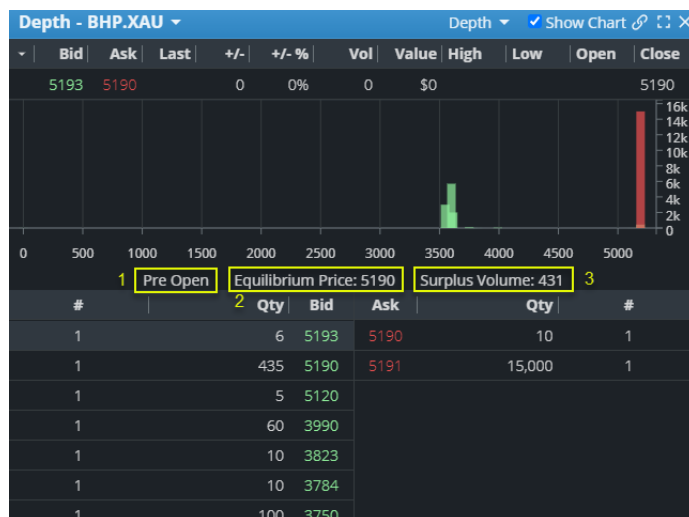 Depth - BHP.XAU Depth Show Chart
Bid Ask Last +/- +/- % Vol Value High Low Open Close
5193 5190 0 0% 0 $0 5190
16k
14k
12k
10k
8k
6k
4k
2k
0
0 500 1000 1500 2000 2500 3000 3500 4000 4500 5000
1 Pre Open Equilibrium Price: 5190 Surplus Volume: 431 3
# 2 Qty Bid Ask Qty #
1 6 5193 5190 10 1
1 435 5190 5191 15,000 1
1 5 5120
1 60 3990
1 10 3823
1 10 3784
1 100 3750